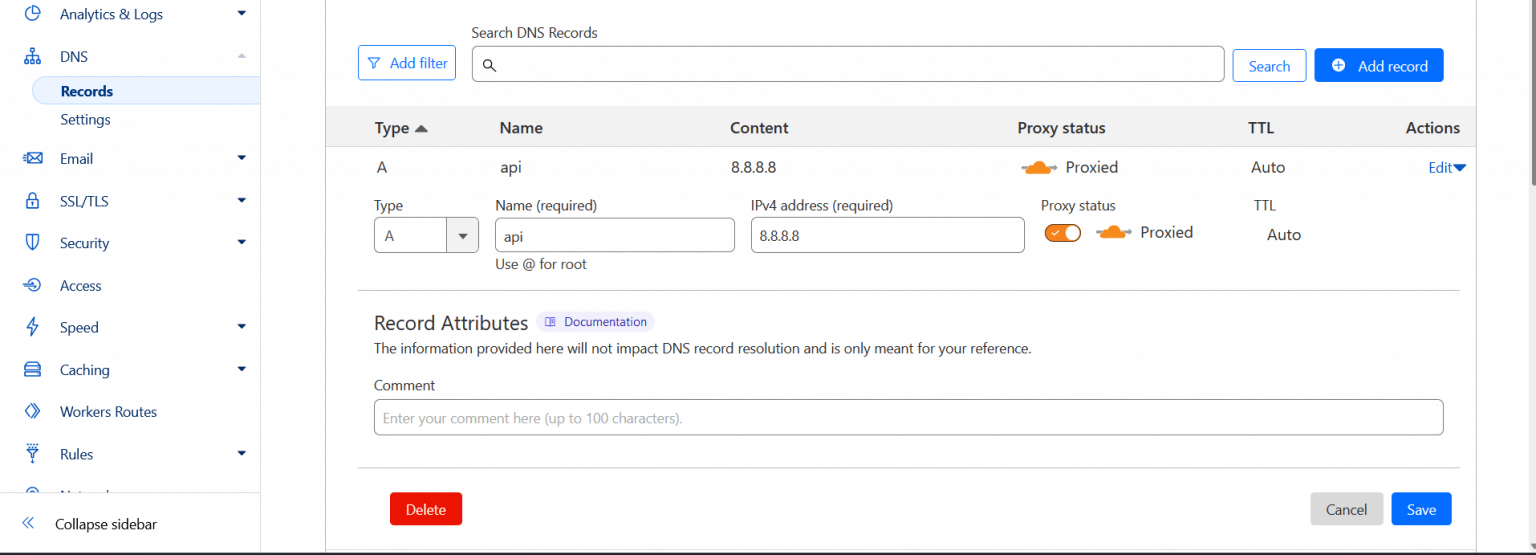 Analytics & Logs
DNS
Records
Settings
Email
SSL/TLS
Security
Access
Speed
Caching
Workers Routes
Rules
Collapse sidebar
Search DNS Records
Add filter
Search
Add record
Type Name Content Proxy status TTL Actions
A api 8.8.8.8 Proxied Auto Edit
Type Name (required) IPv4 address (required) Proxy status TTL
A api 8.8.8.8 Proxied Auto
Use @ for root
Record Attributes Documentation
The information provided here will not impact DNS record resolution and is only meant for your reference.
Comment
Enter your comment here (up to 100 characters).
Delete Cancel Save